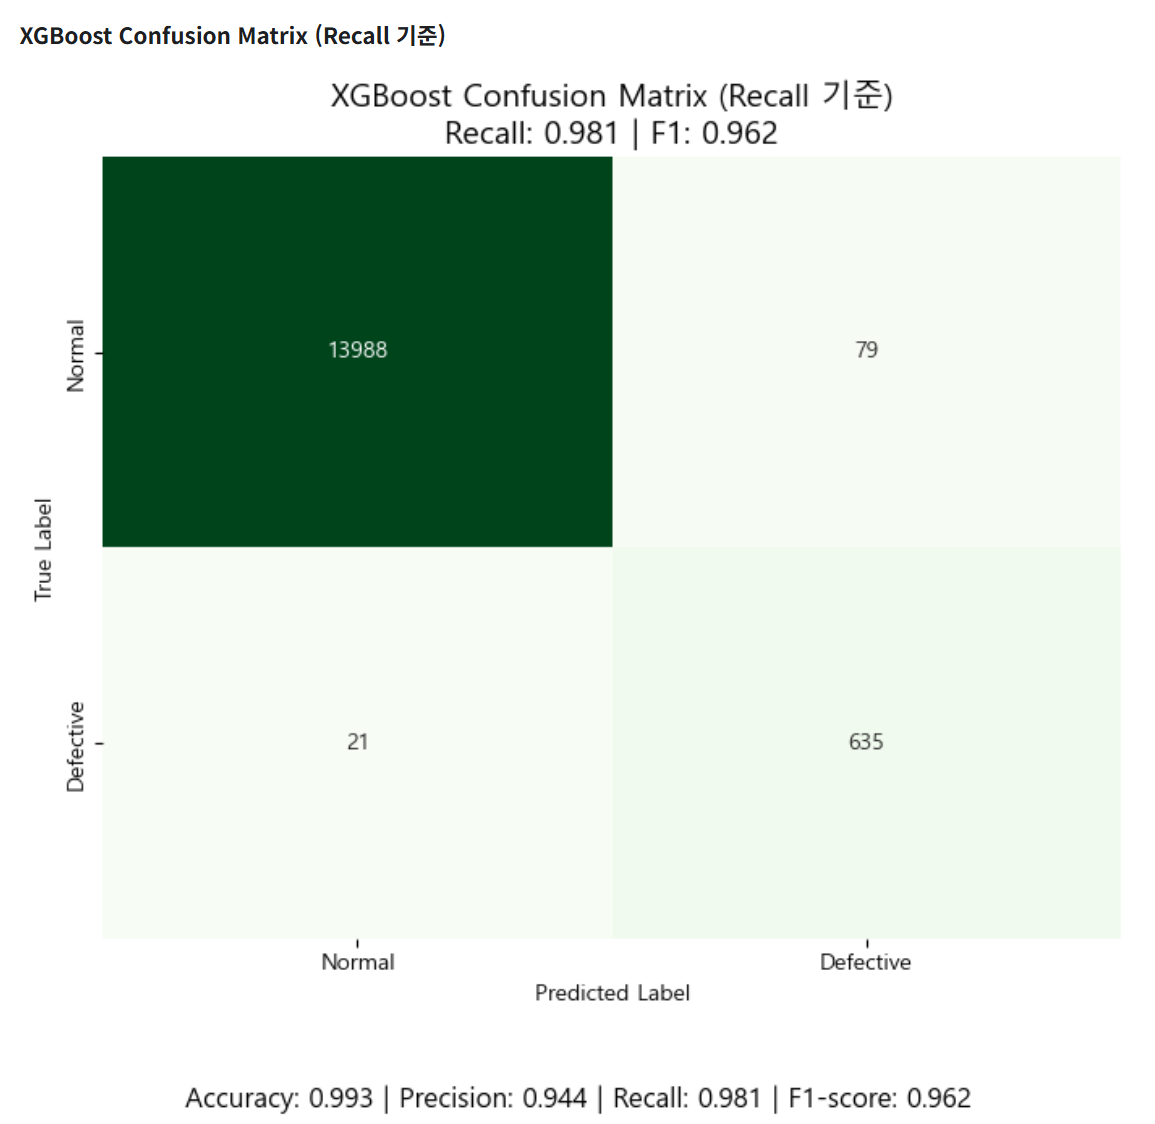 XGBoost Confusion Matrix (Recall 기준)
XGBoost Confusion Matrix (Recall 기준)
Recall: 0.981 | F1: 0.962
Normal
13988
79
True Label
Defective
21
635
Normal
Defective
Predicted Label
Accuracy: 0.993 | Precision: 0.944 | Recall: 0.981 | F1-score: 0.962